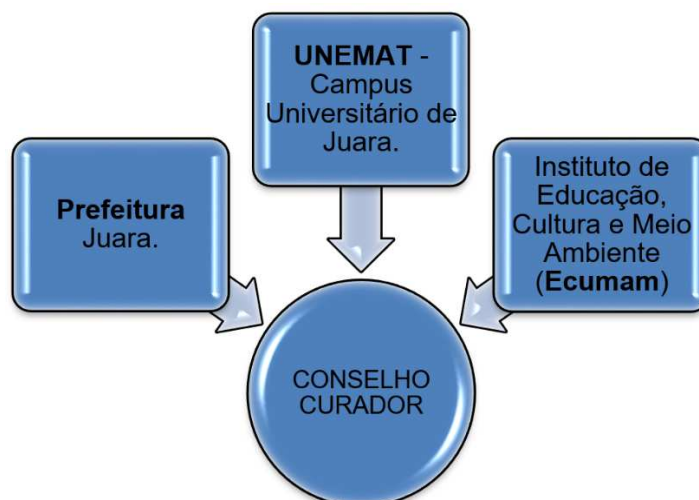 UNEMAT -
Campus
Universitário de
Juara.
Prefeitura
Juara.
Instituto de
Educação,
Cultura e Meio
Ambiente
(Ecumam)
CONSELHO
CURADOR